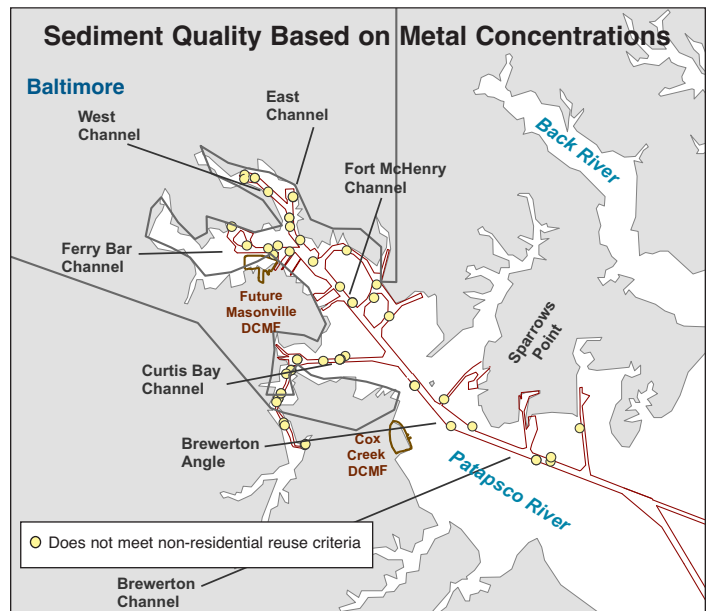 Sediment Quality Based on Metal Concentrations
Baltimore
East
Channel
West
Channel
Back River
Fort McHenry
Channel
Ferry Bar
Channel
Future
Masonville
DCMF
Sparrows
Point
Curtis Bay
Channel
Brewerton
Angle
Cox
Creek
DCMF
Patapsco River
Does not meet non-residential reuse criteria
Brewerton
Channel